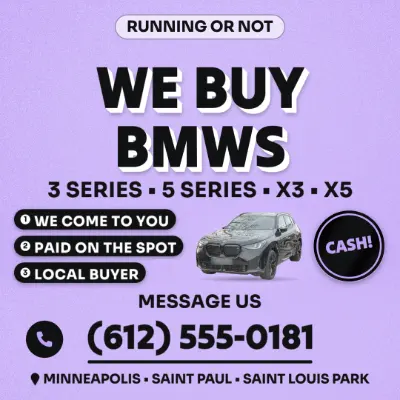 RUNNING OR NOT
WE BUY
BMWS
3 SERIES ▪ 5 SERIES ▪ X3 ▪ X5
1 WE COME TO YOU
2 PAID ON THE SPOT
3 LOCAL BUYER
CASH!
MESSAGE US
(612) 555-0181
MINNEAPOLIS ▪ SAINT PAUL ▪ SAINT LOUIS PARK